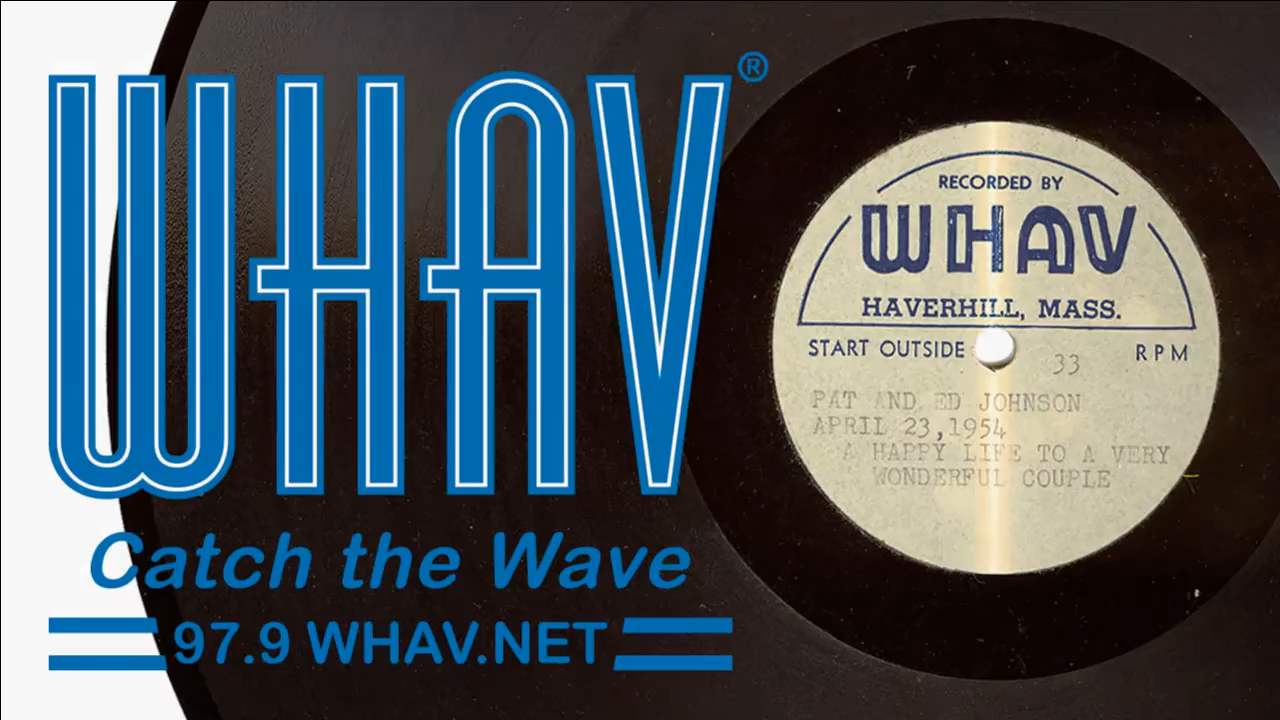 WHAV®
Catch the Wave
97.9 WHAV.NET
RECORDED BY
WHAV
HAVERHILL, MASS.
START OUTSIDE
33
RPM
PAT AND ED JOHNSON
APRIL 23,1954
A HAPPY LIFE TO A VERY
WONDERFUL COUPLE